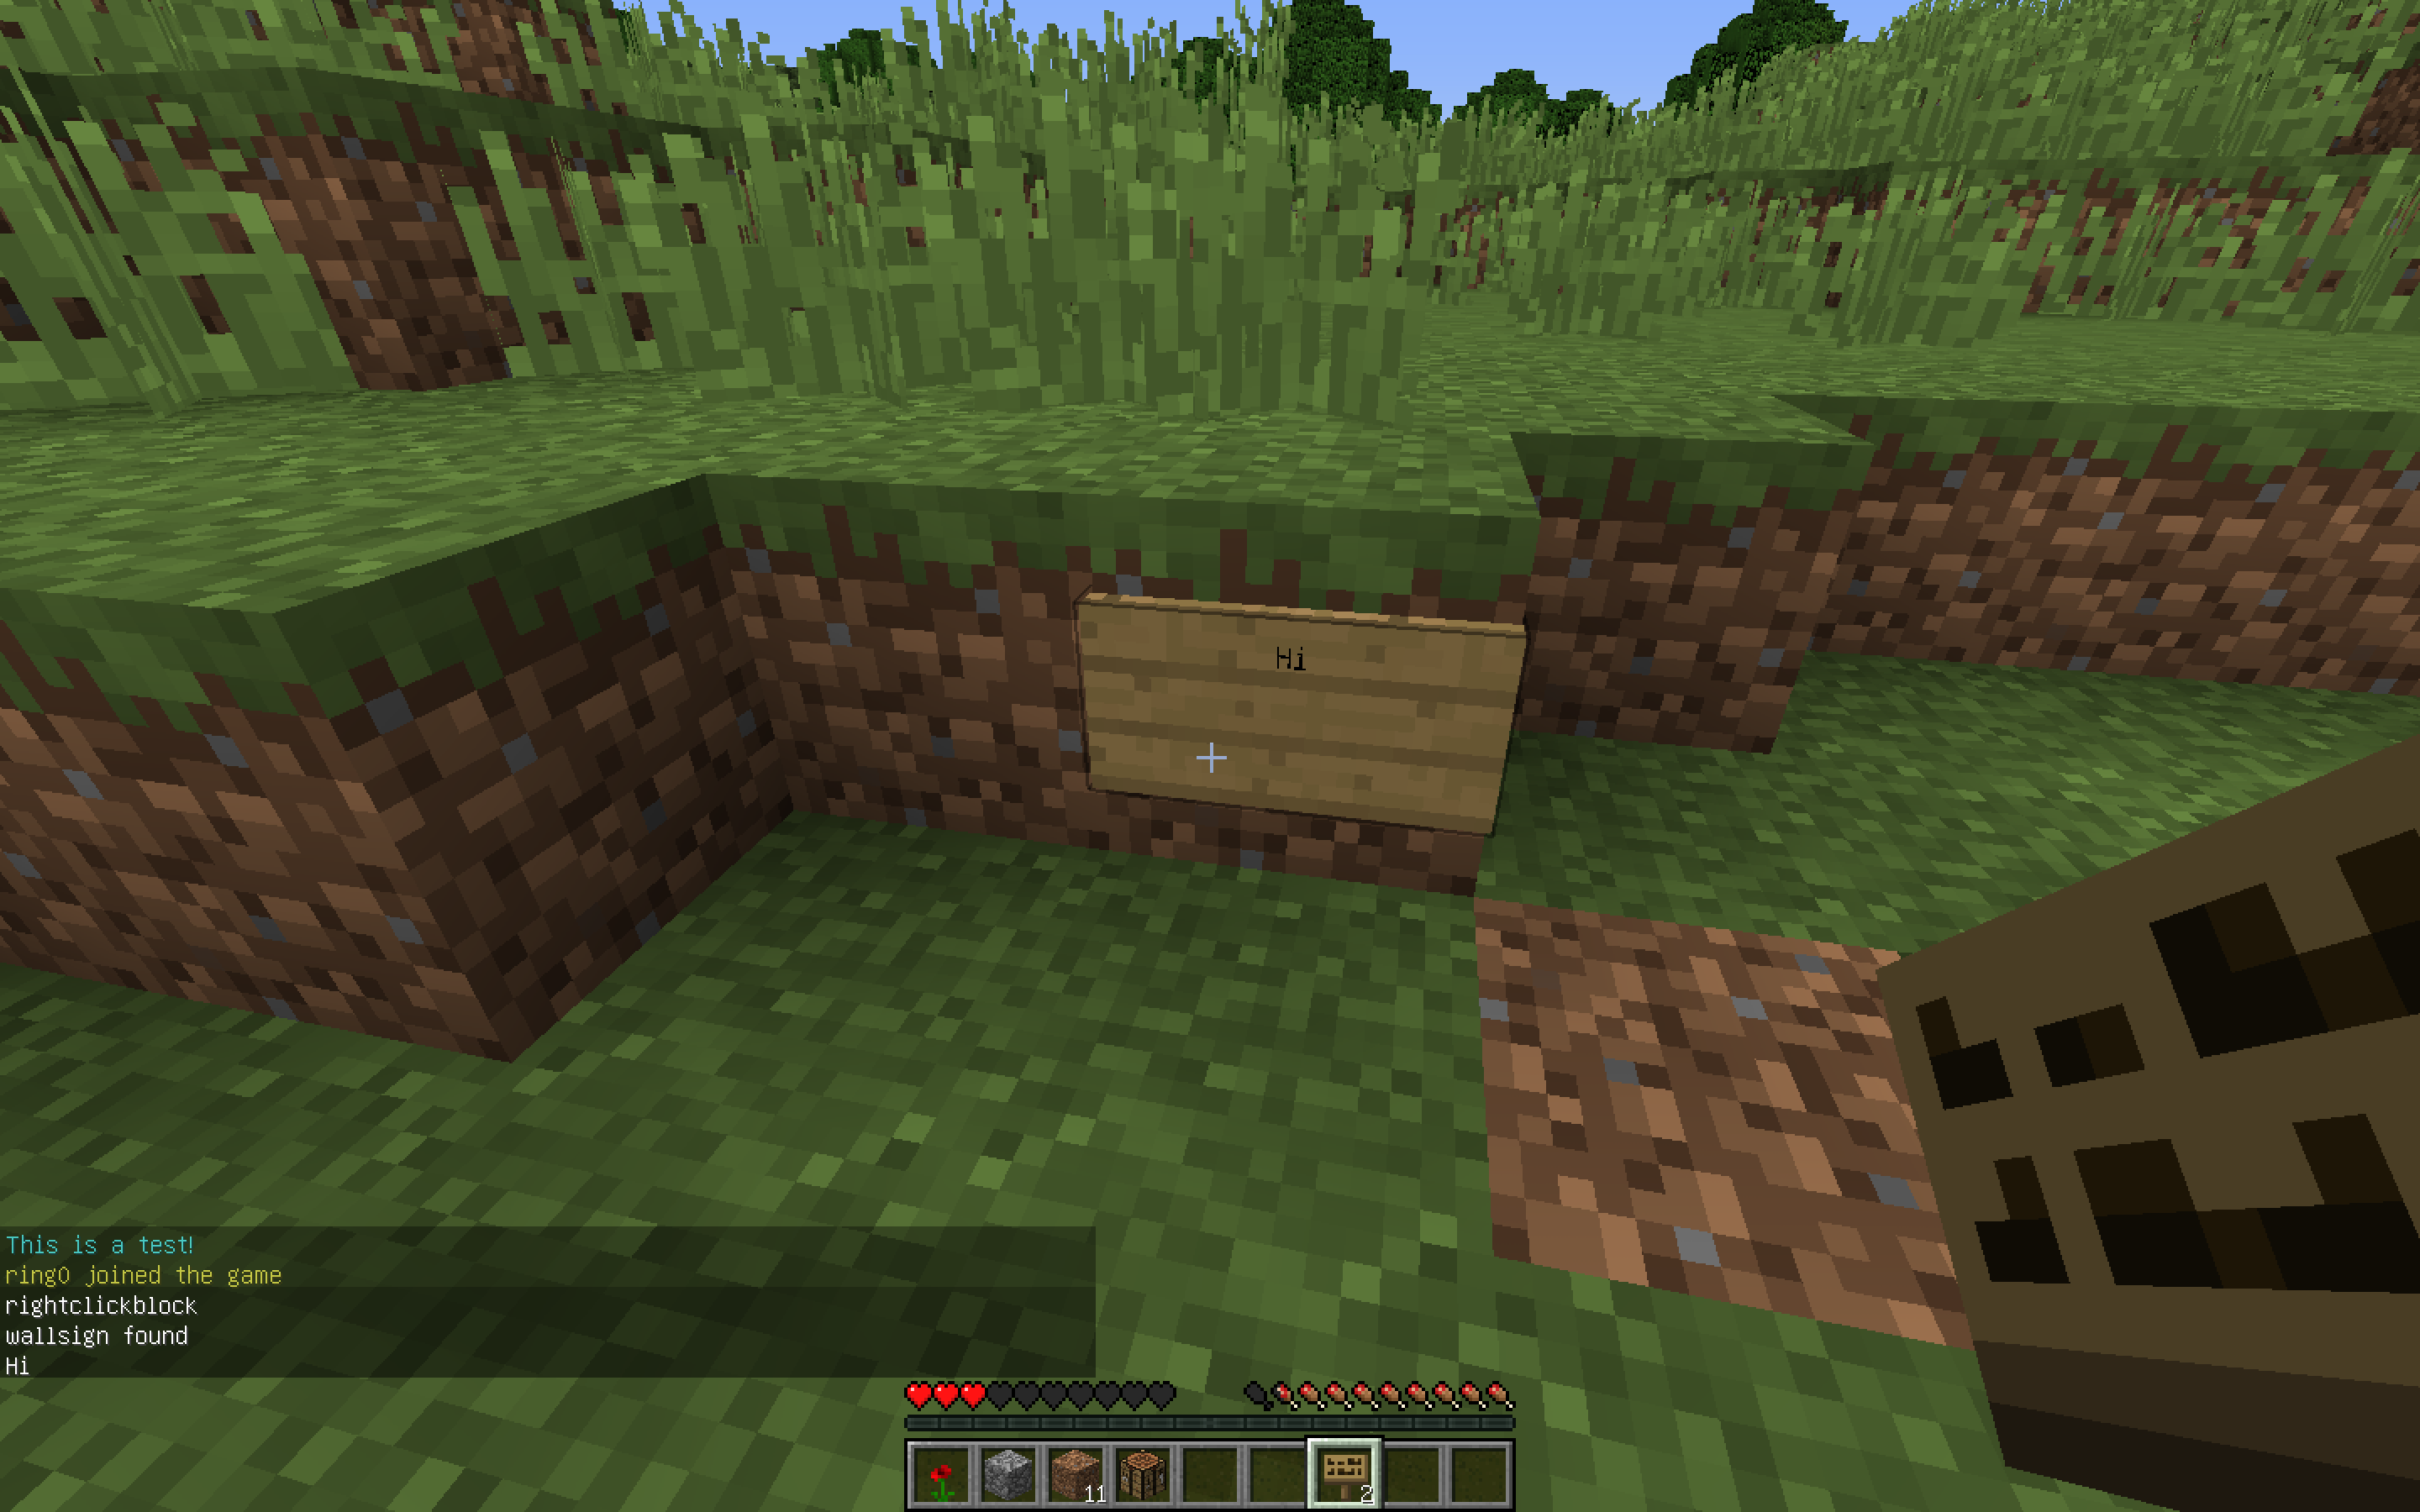 Hi
This is a test!
ring0 joined the game
rightclickblock
wallsign found
Hi
11
2